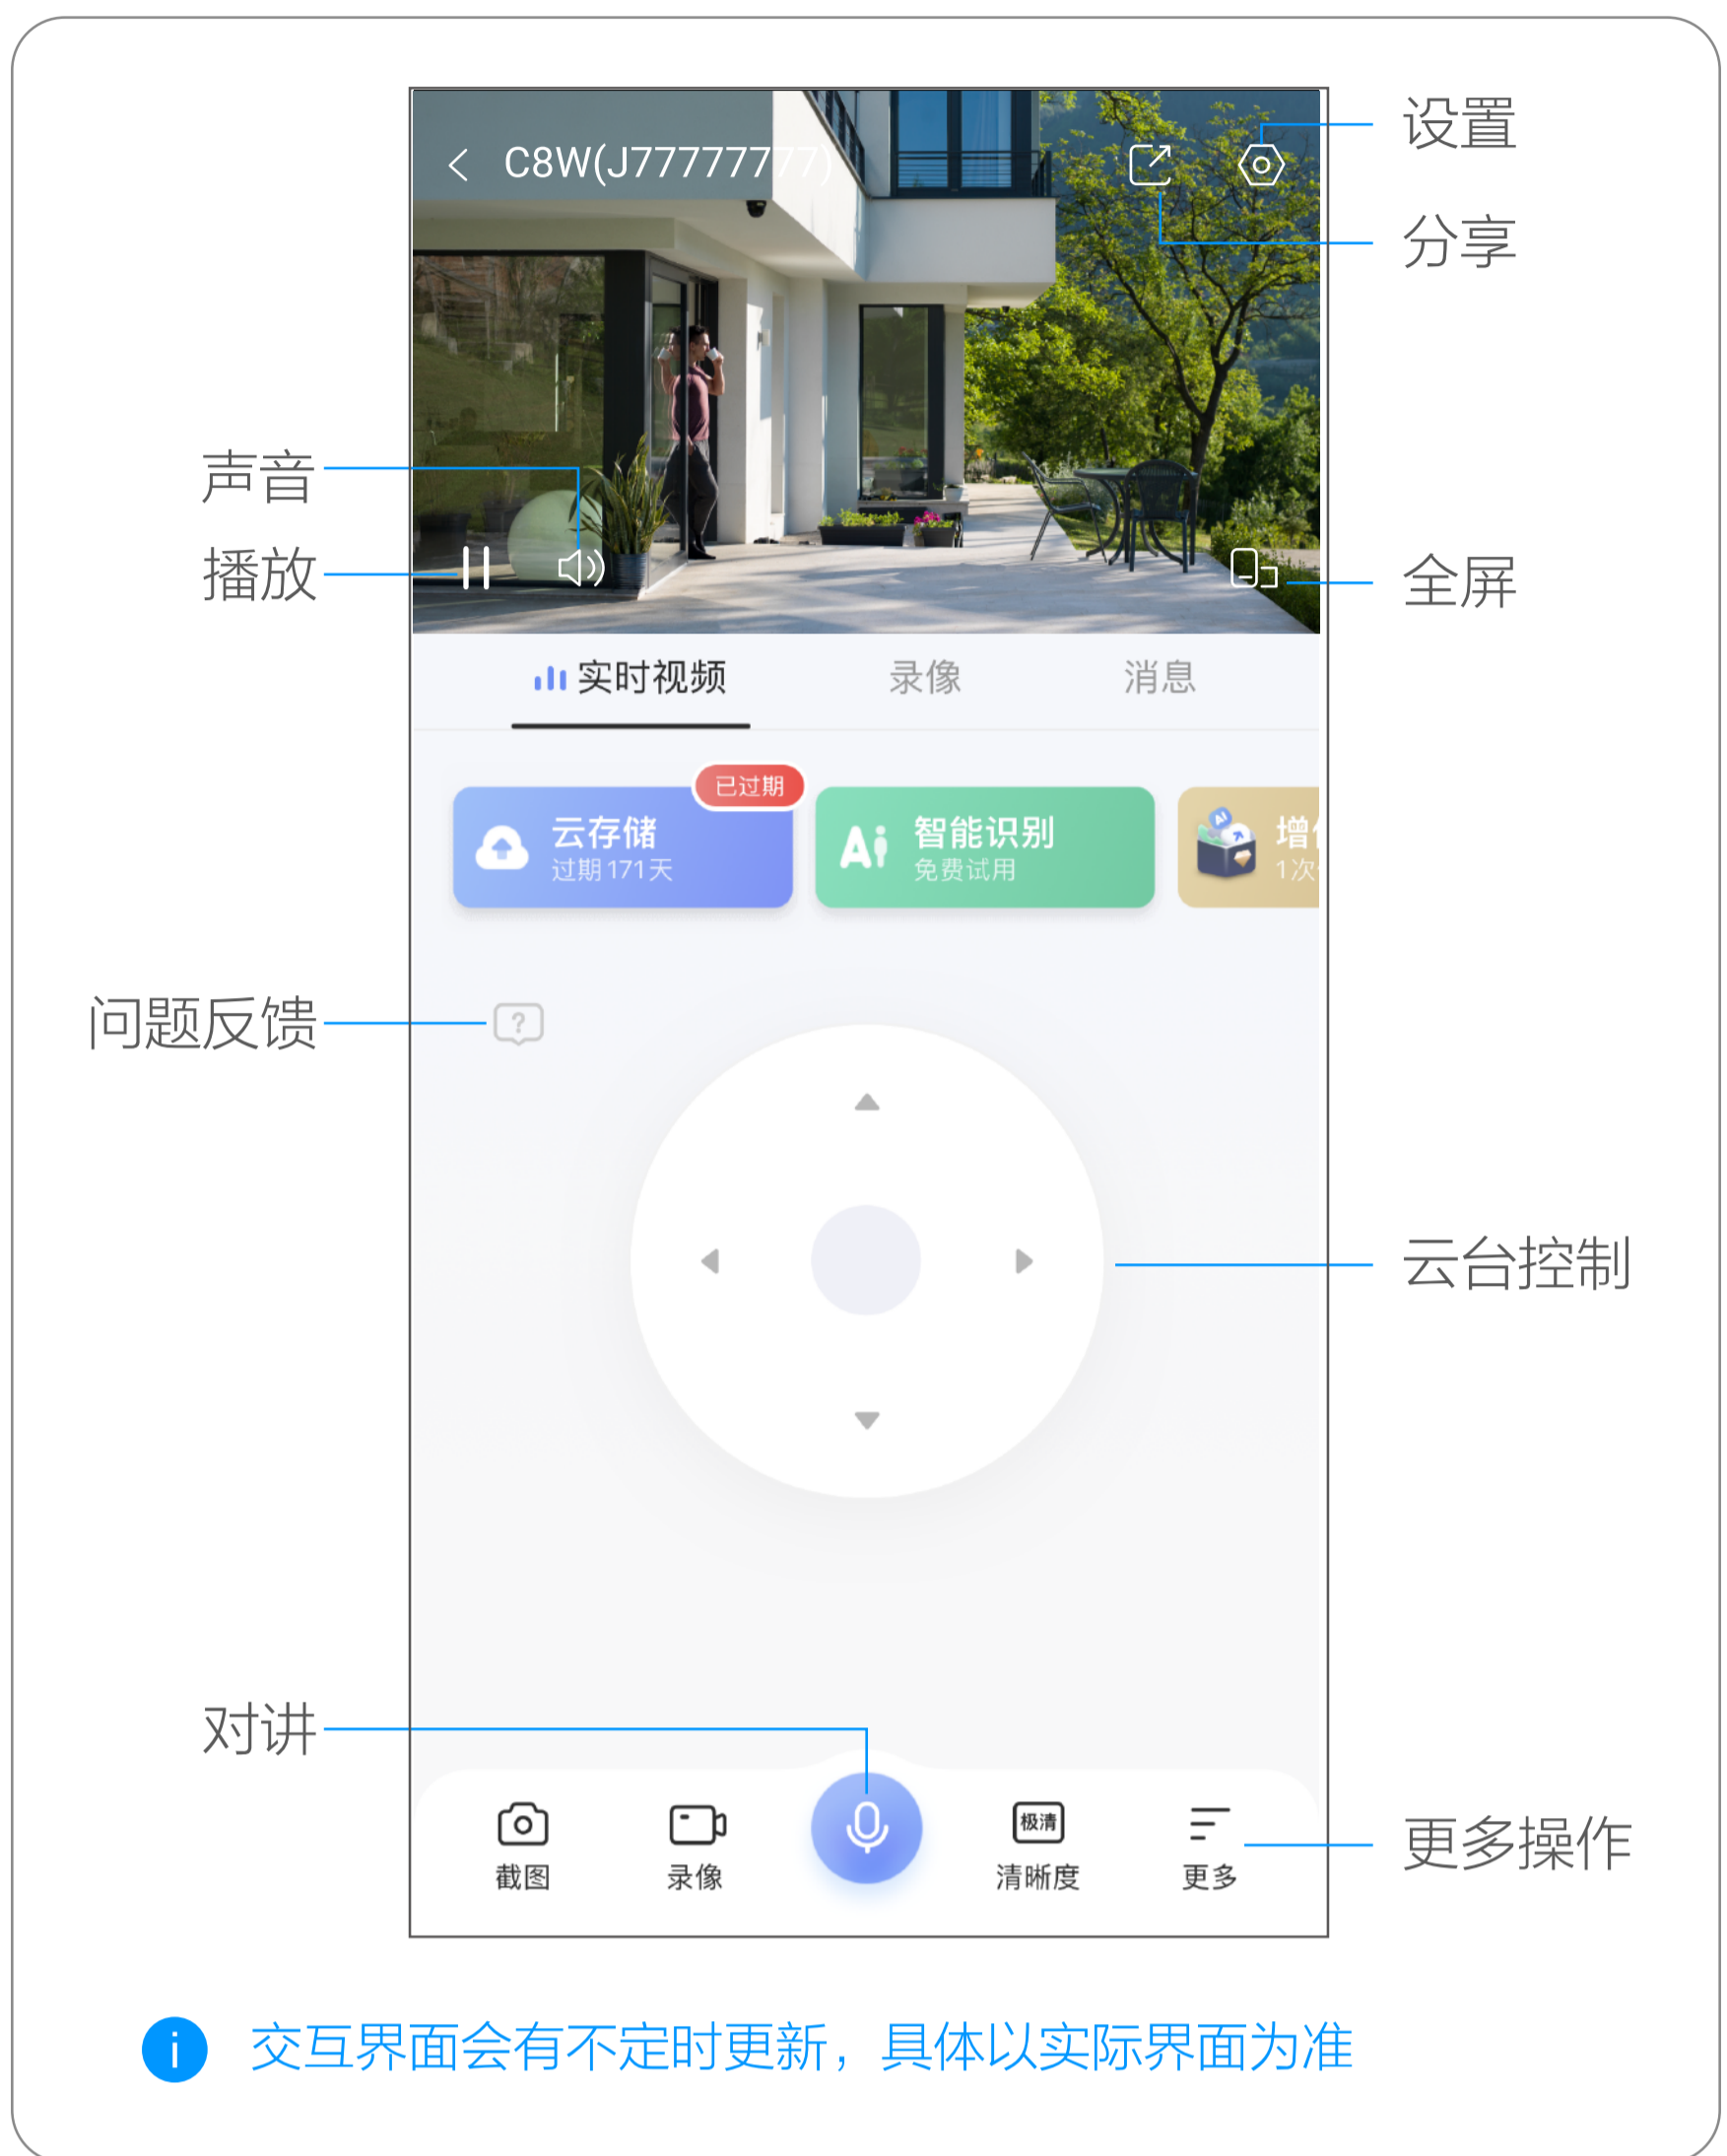 设置
C8W(J77777777)
分享
声音
播放
全屏
实时视频 录像 消息
已过期
云存储
过期171天
Ai 智能识别
免费试用
AI
1次
问题反馈
?
云台控制
对讲
极清
截图 录像 清晰度 更多
更多操作
i 交互界面会有不定时更新，具体以实际界面为准